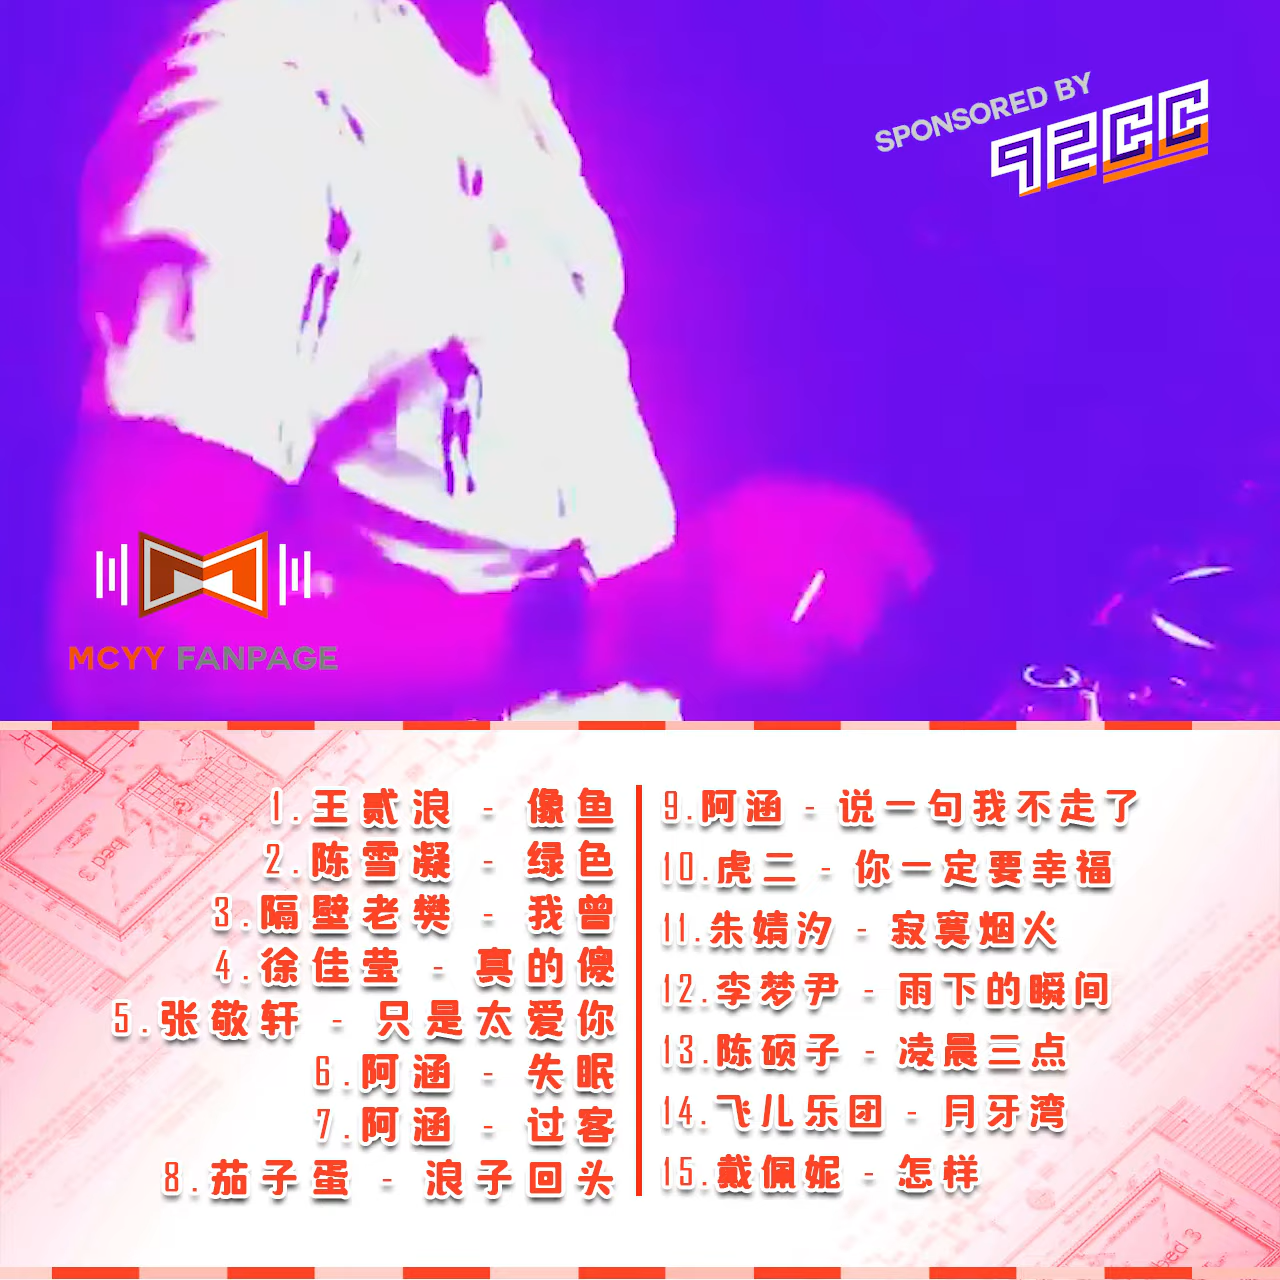 SPONSORED BY
92CC
MCYY FANPAGE
1.王贰浪 - 像鱼
2.陈雪凝 - 绿色
3.隔壁老樊 - 我曾
4.徐佳莹 - 真的傻
5.张敬轩 - 只是太爱你
6.阿涵 - 失眠
7.阿涵 - 过客
8.茄子蛋 - 浪子回头
9.阿涵 - 说一句我不走了
10.虎二 - 你一定要幸福
11.朱婧汐 - 寂寞烟火
12.李梦尹 - 雨下的瞬间
13.陈硕子 - 凌晨三点
14.飞儿乐团 - 月牙湾
15.戴佩妮 - 怎样